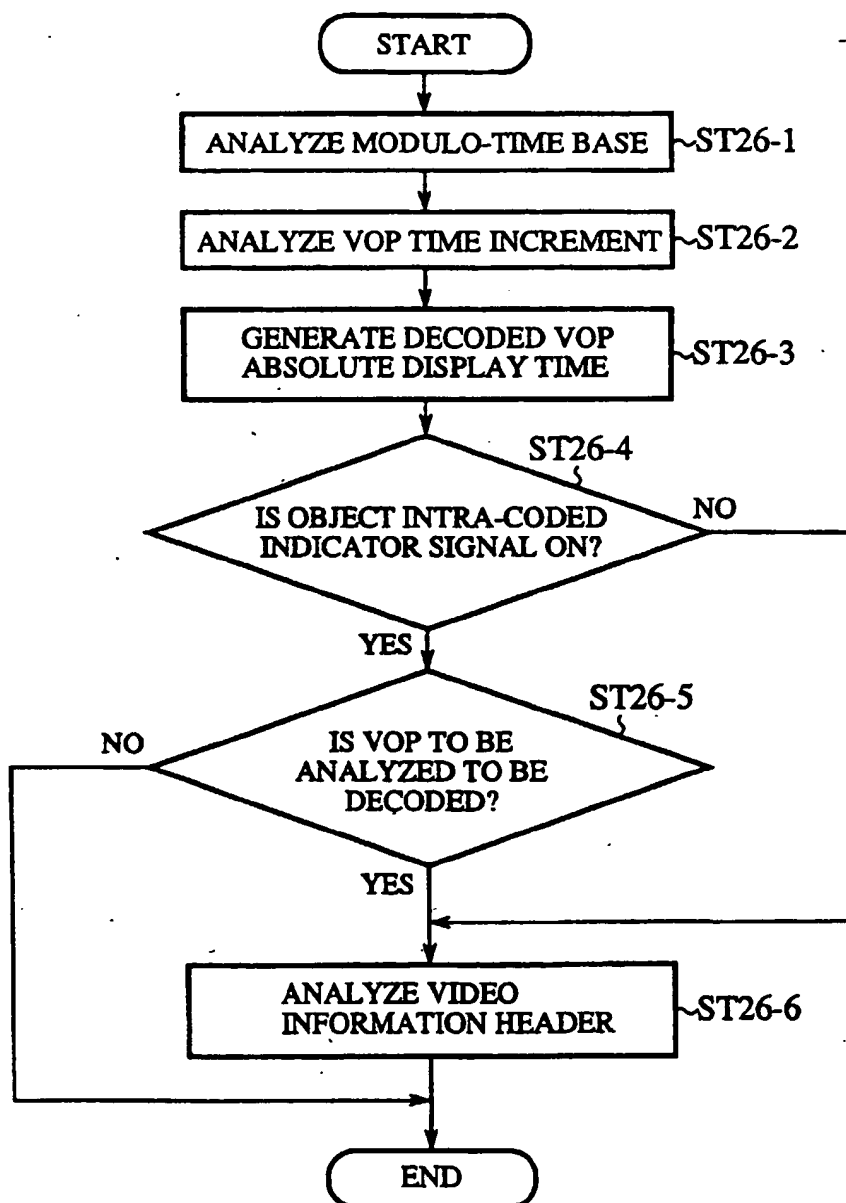 START
ANALYZE MODULO-TIME BASE
ST26-1
ANALYZE VOP TIME INCREMENT
ST26-2
GENERATE DECODED VOP
ABSOLUTE DISPLAY TIME
ST26-3
ST26-4
IS OBJECT INTRA-CODED
INDICATOR SIGNAL ON?
NO
YES
ST26-5
NO
IS VOP TO BE
ANALYZED TO BE
DECODED?
YES
ANALYZE VIDEO
INFORMATION HEADER
ST26-6
END